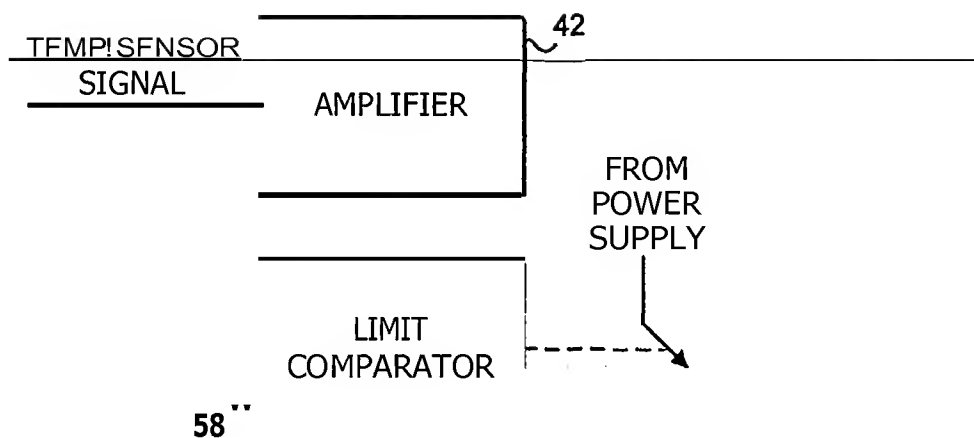 42
TFMP!SFNSOR
SIGNAL
AMPLIFIER
FROM
POWER
SUPPLY
LIMIT
COMPARATOR
58